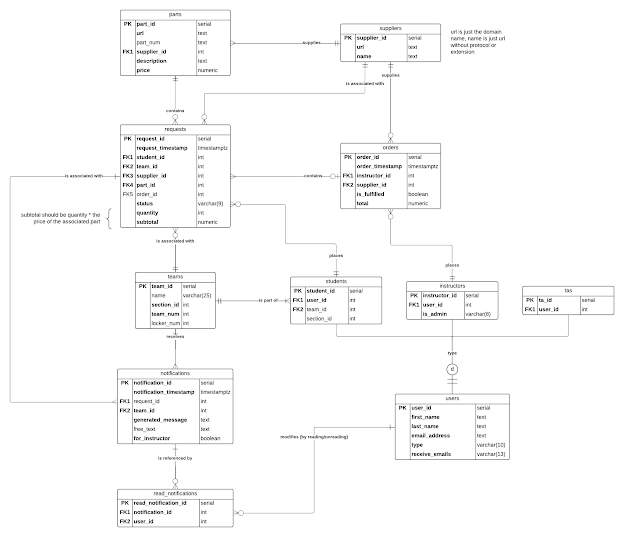 parts
PK part_id serial
url text
part_num text
FK1 supplier_id int
description text
price numeric
suppliers
PK supplier_id serial
url text
name text
url is just the domain
name, name is just url
without protocol or
extension
supplies
is associated with
supplies
contains
requests
PK request_id serial
request_timestamp timestamptz
FK1 student_id int
FK2 team_id int
FK3 supplier_id int
FK4 part_id int
FK5 order_id int
status varchar(9)
quantity int
subtotal numeric
orders
PK order_id serial
order_timestamp timestamptz
FK1 instructor_id int
FK2 supplier_id int
is_fulfilled boolean
total numeric
is associated with
contains
subtotal should be quantity * the
price of the associated part
is associated with
places
places
teams
PK team_id serial
name varchar(25)
section_id int
team_num int
locker_num int
is part of
students
PK student_id serial
FK1 user_id int
FK2 team_id int
section_id int
instructors
PK instructor_id serial
FK1 user_id int
is_admin varchar(8)
tas
PK ta_id serial
FK1 user_id int
receives
type
d
notifications
PK notification_id serial
notification_timestamp timestamptz
FK1 request_id int
FK2 team_id int
generated_message text
free_text text
for_instructor boolean
users
PK user_id serial
first_name text
last_name text
email_address text
type varchar(10)
receive_emails varchar(13)
modifies (by reading/unreading)
is referenced by
read_notifications
PK read_notification_id serial
FK1 notification_id int
FK2 user_id int